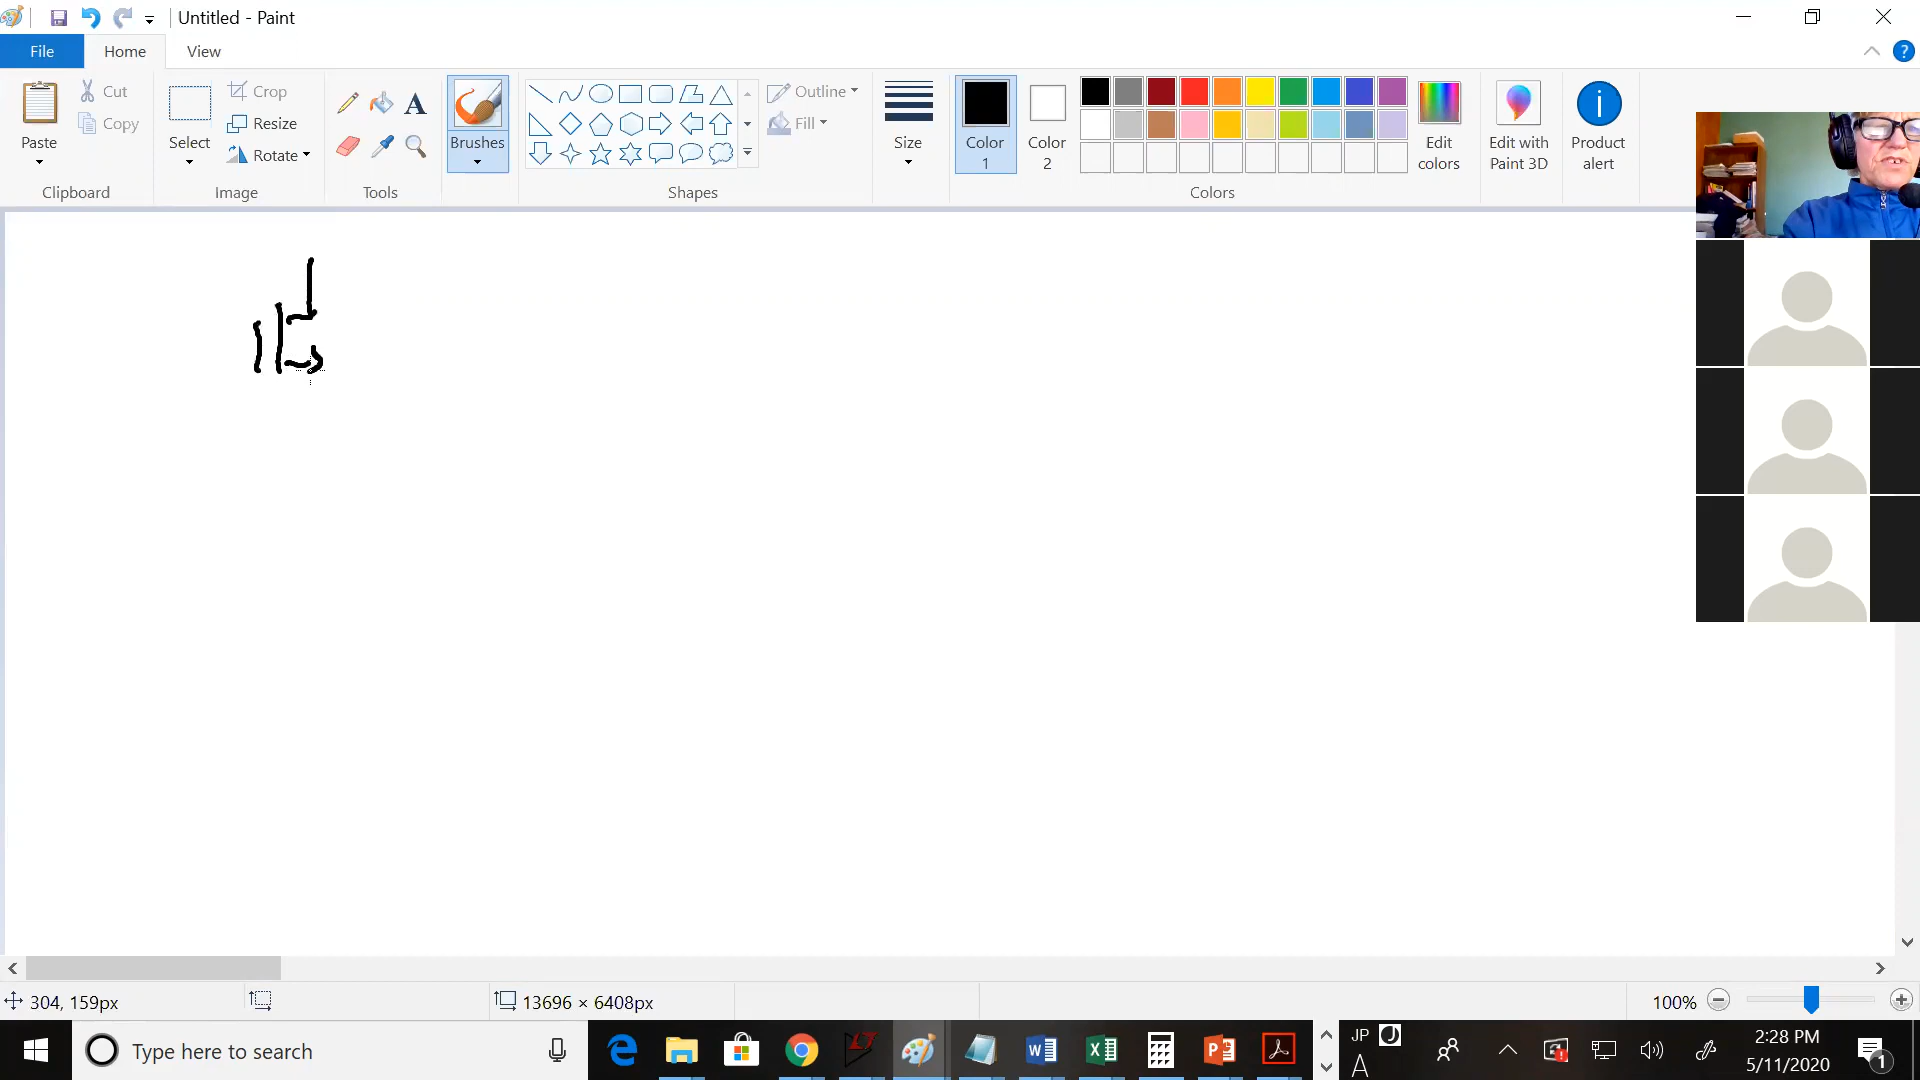 Untitled - Paint
File
Home
View
Paste
Cut
Copy
Clipboard
Select
Crop
Resize
Rotate
Image
A
Tools
Brushes
Outline
Fill
Shapes
Size
Color
1
Color
2
Edit
colors
Colors
Edit with
Paint 3D
Product
alert
304, 159px
13696 × 6408px
100%
Type here to search
JP
A
2:28 PM
5/11/2020
1